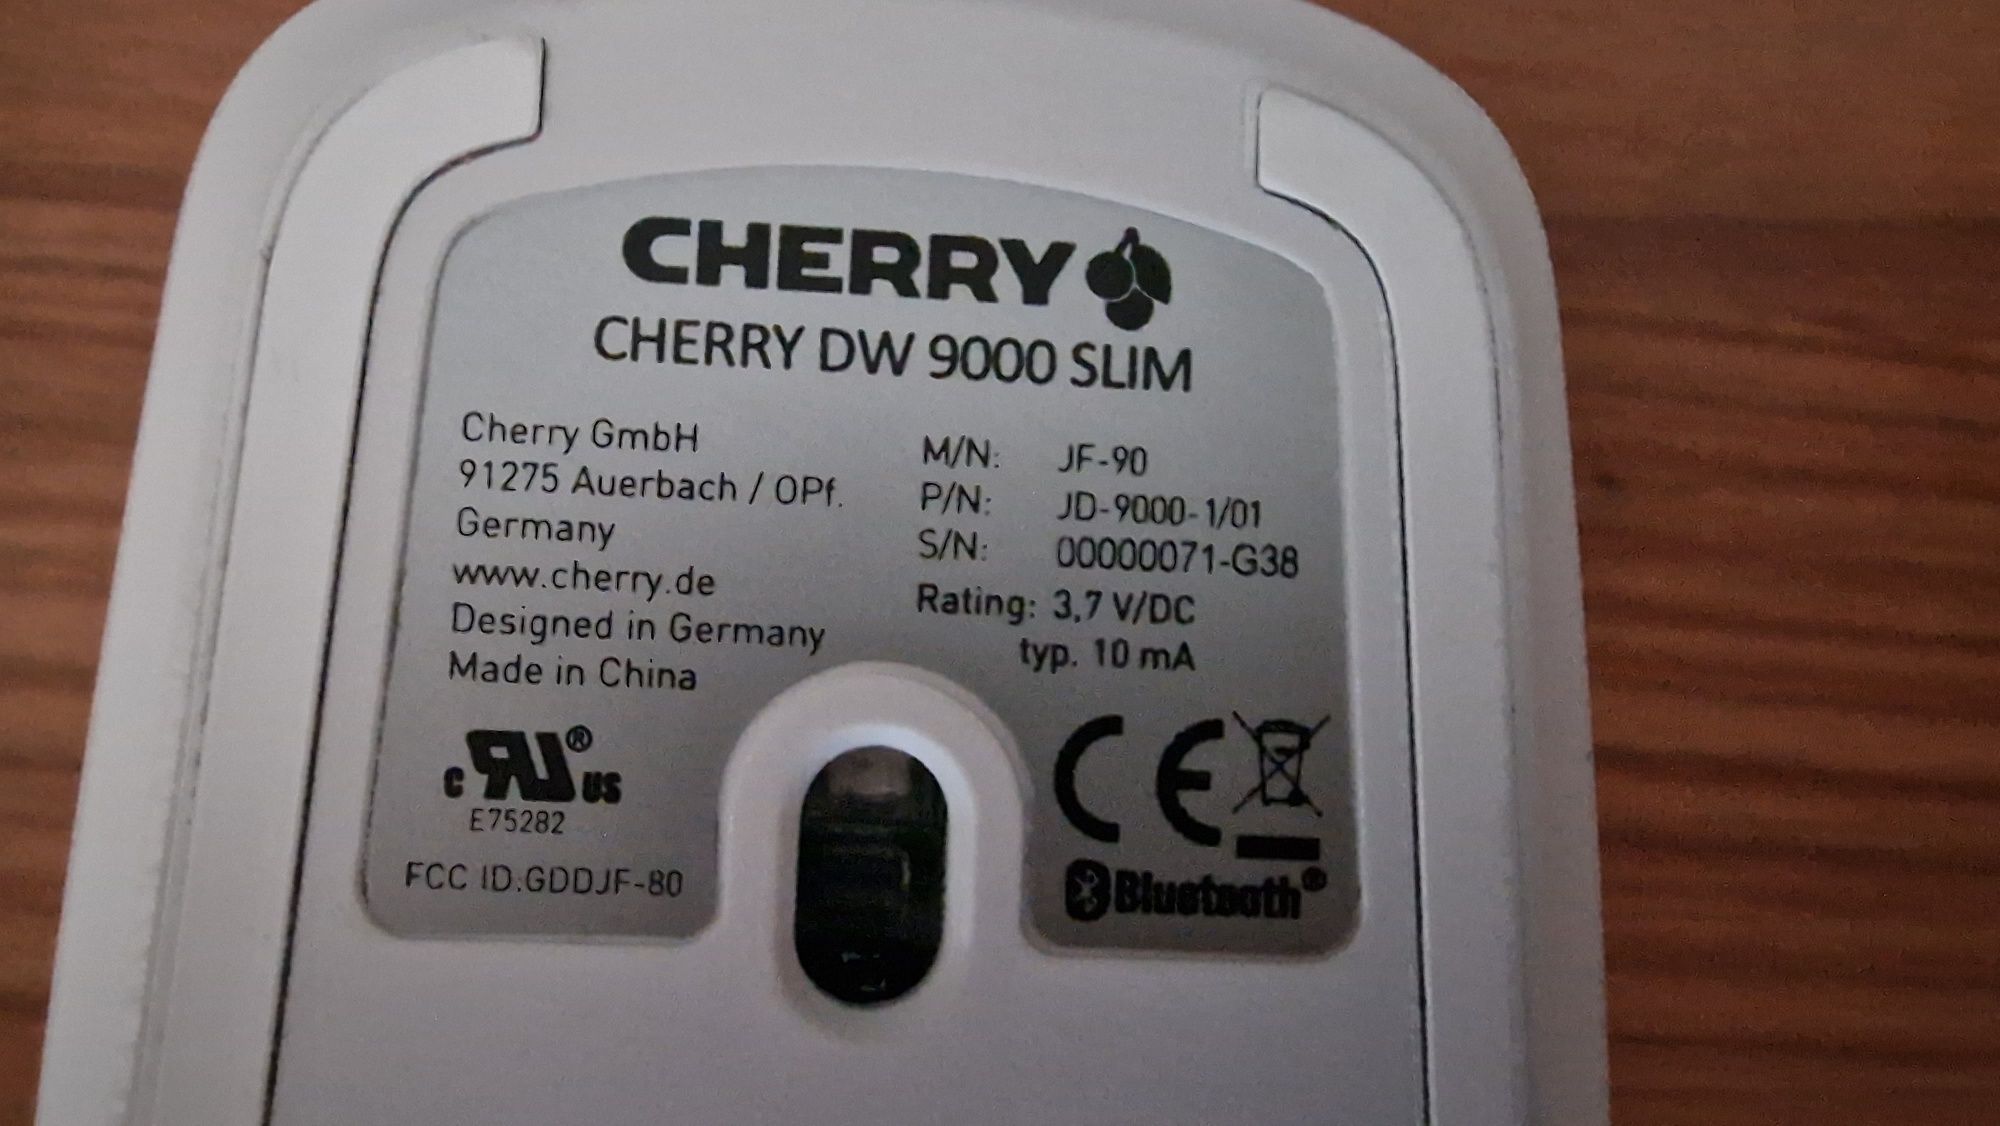 CHERRY
CHERRY DW 9000 SLIM
Cherry GmbH
91275 Auerbach / OPf.
Germany
www.cherry.de
Designed in Germany
Made in China
M/N: JF-90
P/N: JD-9000-1/01
S/N: 00000071-G38
Rating: 3,7 V/DC
typ. 10 mA
c RU® US
E75282
FCC ID:GDDJF-80
CE
Bluetooth®